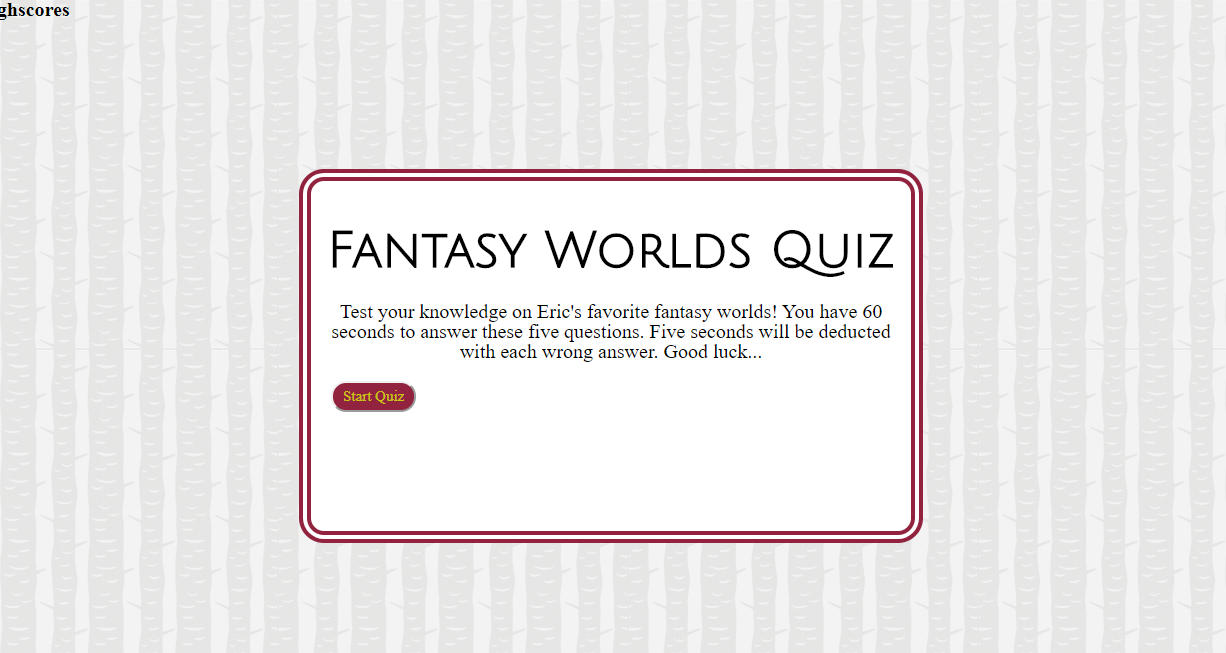 ghscores
Fantasy Worlds Quiz
Test your knowledge on Eric's favorite fantasy worlds! You have 60
seconds to answer these five questions. Five seconds will be deducted
with each wrong answer. Good luck...
Start Quiz